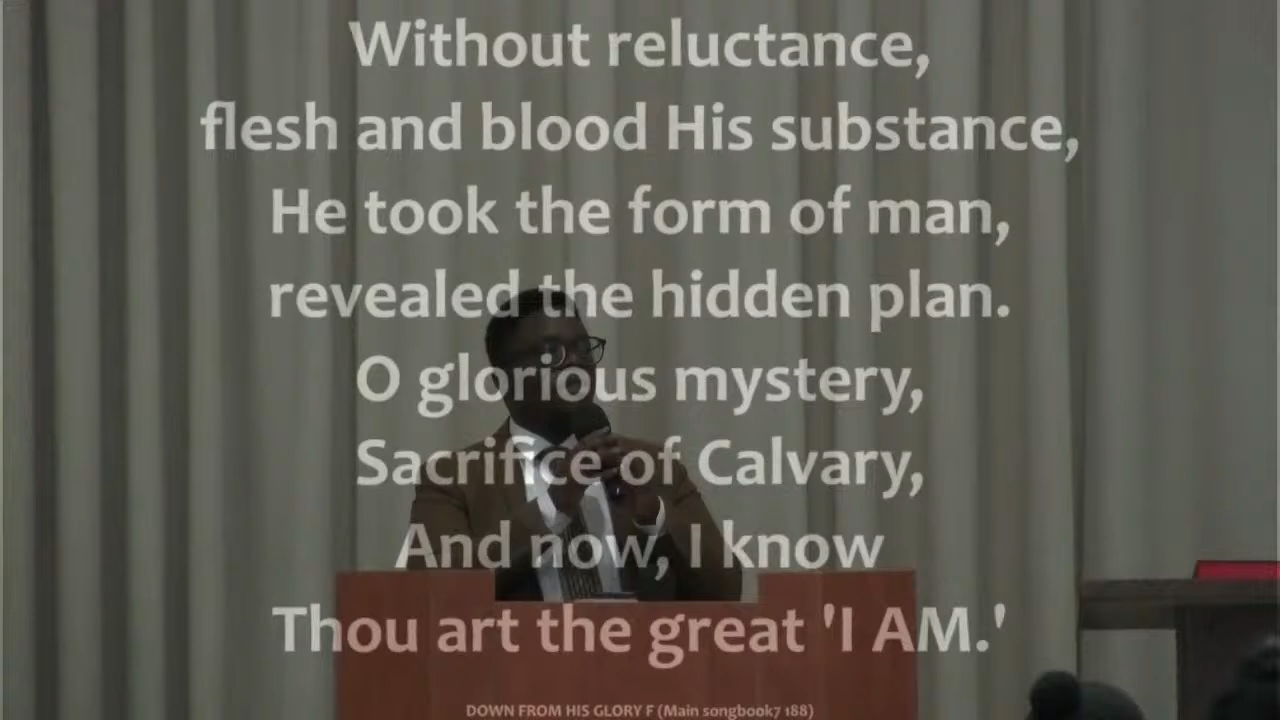 Without reluctance,
flesh and blood His substance,
He took the form of man,
revealed the hidden plan.
O glorious mystery,
Sacrifice of Calvary,
And now, I know
Thou art the great 'I AM.'
DOWN FROM HIS GLORY F (Main songbook7 188)